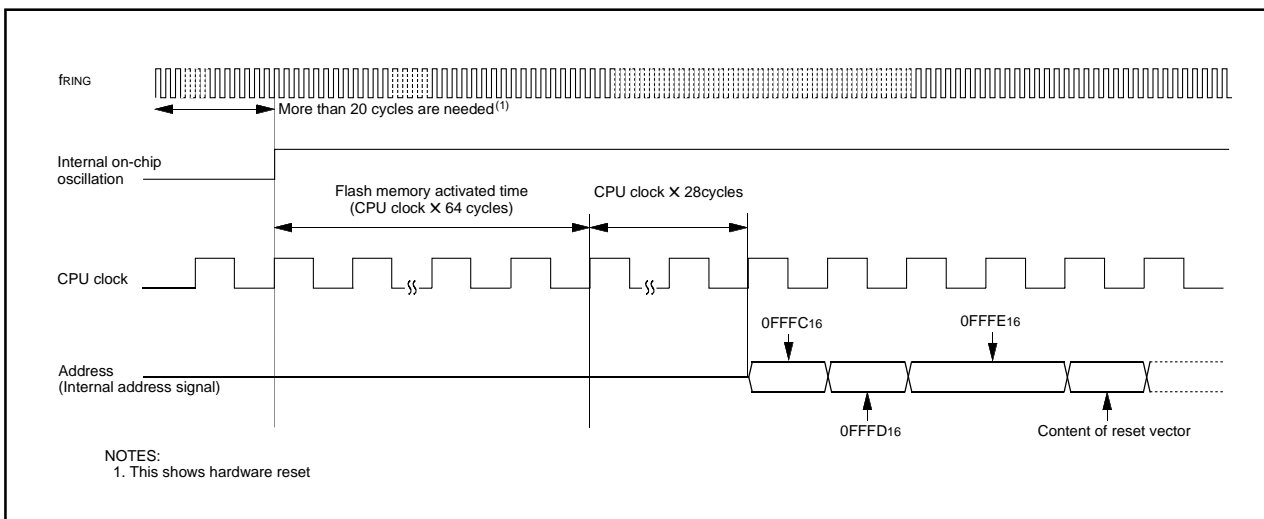 fRING
More than 20 cycles are needed(1)
Internal on-chip
oscillation
Flash memory activated time
(CPU clock X 64 cycles)
CPU clock X 28cycles
CPU clock
0FFFC16
0FFFE16
Address
(Internal address signal)
0FFFD16
Content of reset vector
NOTES:
1. This shows hardware reset